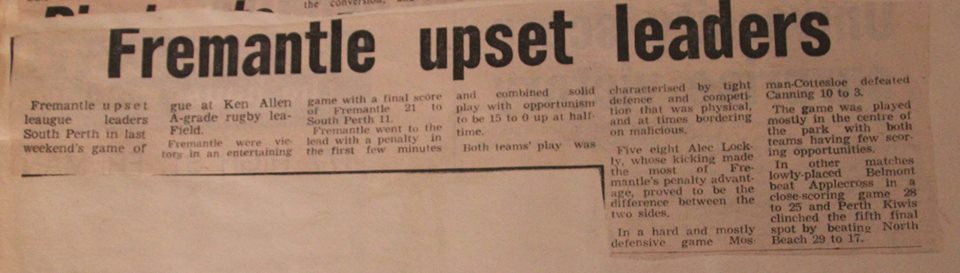 the conversion,
Fremantle upset leaders
Fremantle upset
leaugue leaders
South Perth in last
weekend's game of
gue at Ken Allen
A-grade rugby lea-
Field.
Fremantle were vic-
tors in an entertaining
game with a final score
of Fremantle 21 to
South Perth 11.
Fremantle went to the
lead with a penalty in
the first few minutes
and combined solid
play with opportunism
to be 15 to 0 up at half-
time.
Both teams' play was
characterised by tight
defence and competi-
tion that was physical,
and at times bordering
on malicious.
Five eight Alec Lock-
ly, whose kicking made
the most of Fre-
mantle's penalty advant-
age, proved to be the
difference between the
two sides.
In a hard and mostly
defensive game Mos-
man-Cottesloe defeated
Canning 10 to 3.
The game was played
mostly in the centre of
the park with both
teams having few scor-
ing opportunities.
In other matches
lowly-placed Belmont
beat Applecross in a
close-scoring game 28
to 25 and Perth Kiwis
clinched the fifth final
spot by beating North
Beach 29 to 17.